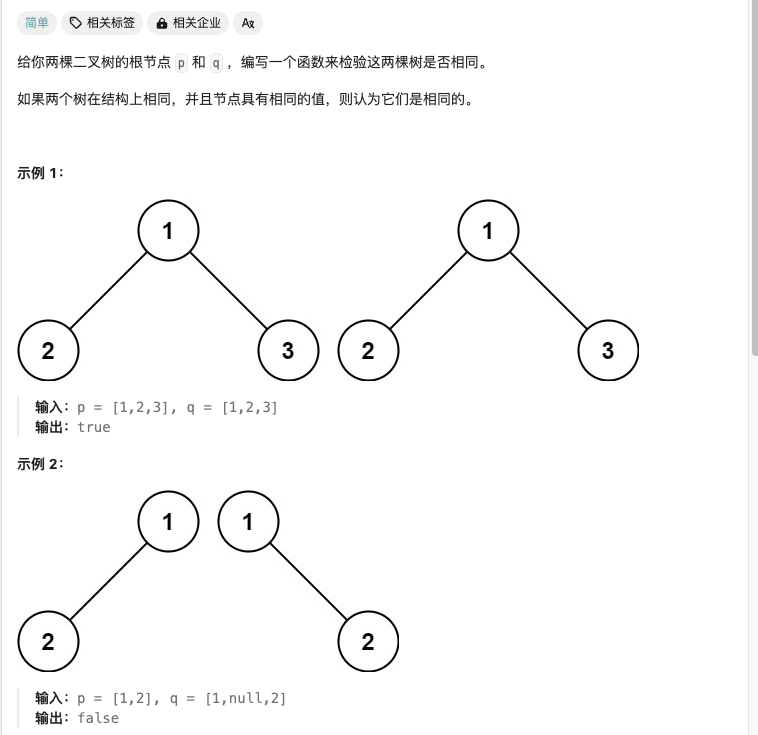 简单 相关标签 相关企业 Aあ
给你两棵二叉树的根节点 p 和 q ，编写一个函数来检验这两棵树是否相同。
如果两个树在结构上相同，并且节点具有相同的值，则认为它们是相同的。
示例 1：
1 1
2 3 2 3
输入：p = [1,2,3], q = [1,2,3]
输出：true
示例 2：
1 1
2 2
输入：p = [1,2], q = [1,null,2]
输出：false